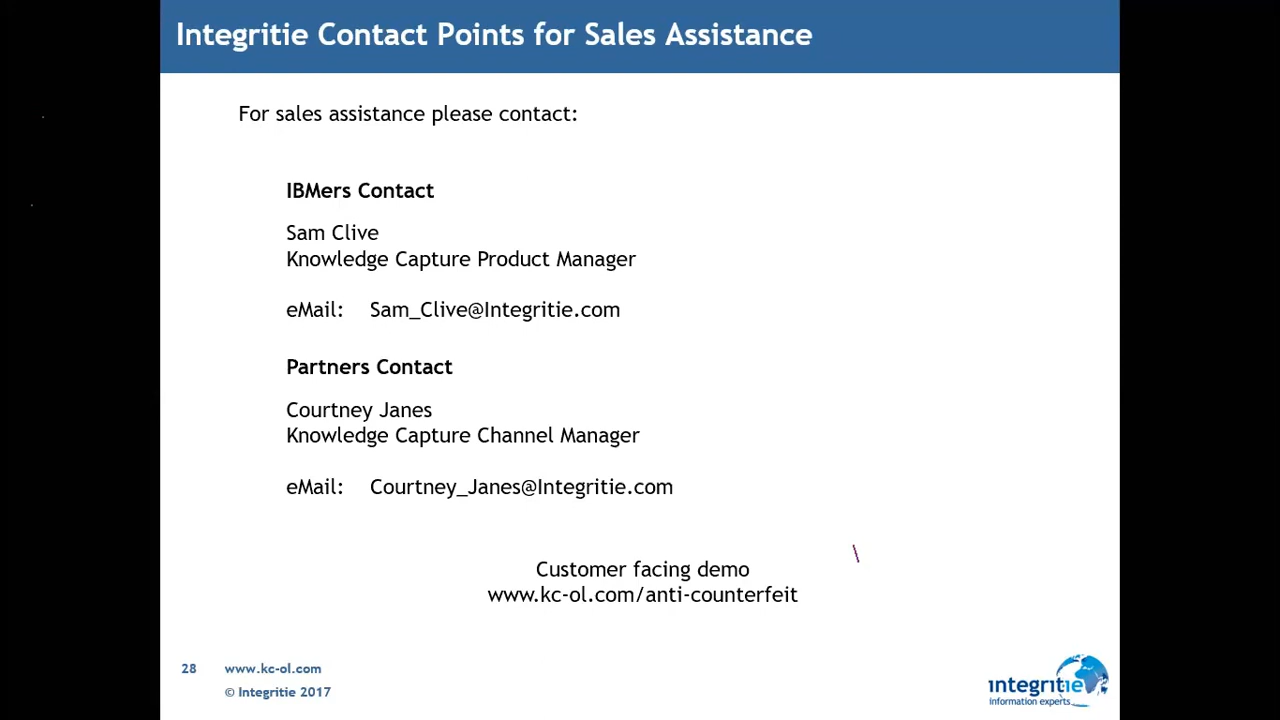 Integritie Contact Points for Sales Assistance
For sales assistance please contact:
IBMers Contact
Sam Clive
Knowledge Capture Product Manager
eMail: Sam_Clive@Integritie.com
Partners Contact
Courtney Janes
Knowledge Capture Channel Manager
eMail: Courtney_Janes@Integritie.com
Customer facing demo
www.kc-ol.com/anti-counterfeit
28 www.kc-ol.com
© Integritie 2017
integritie
information experts